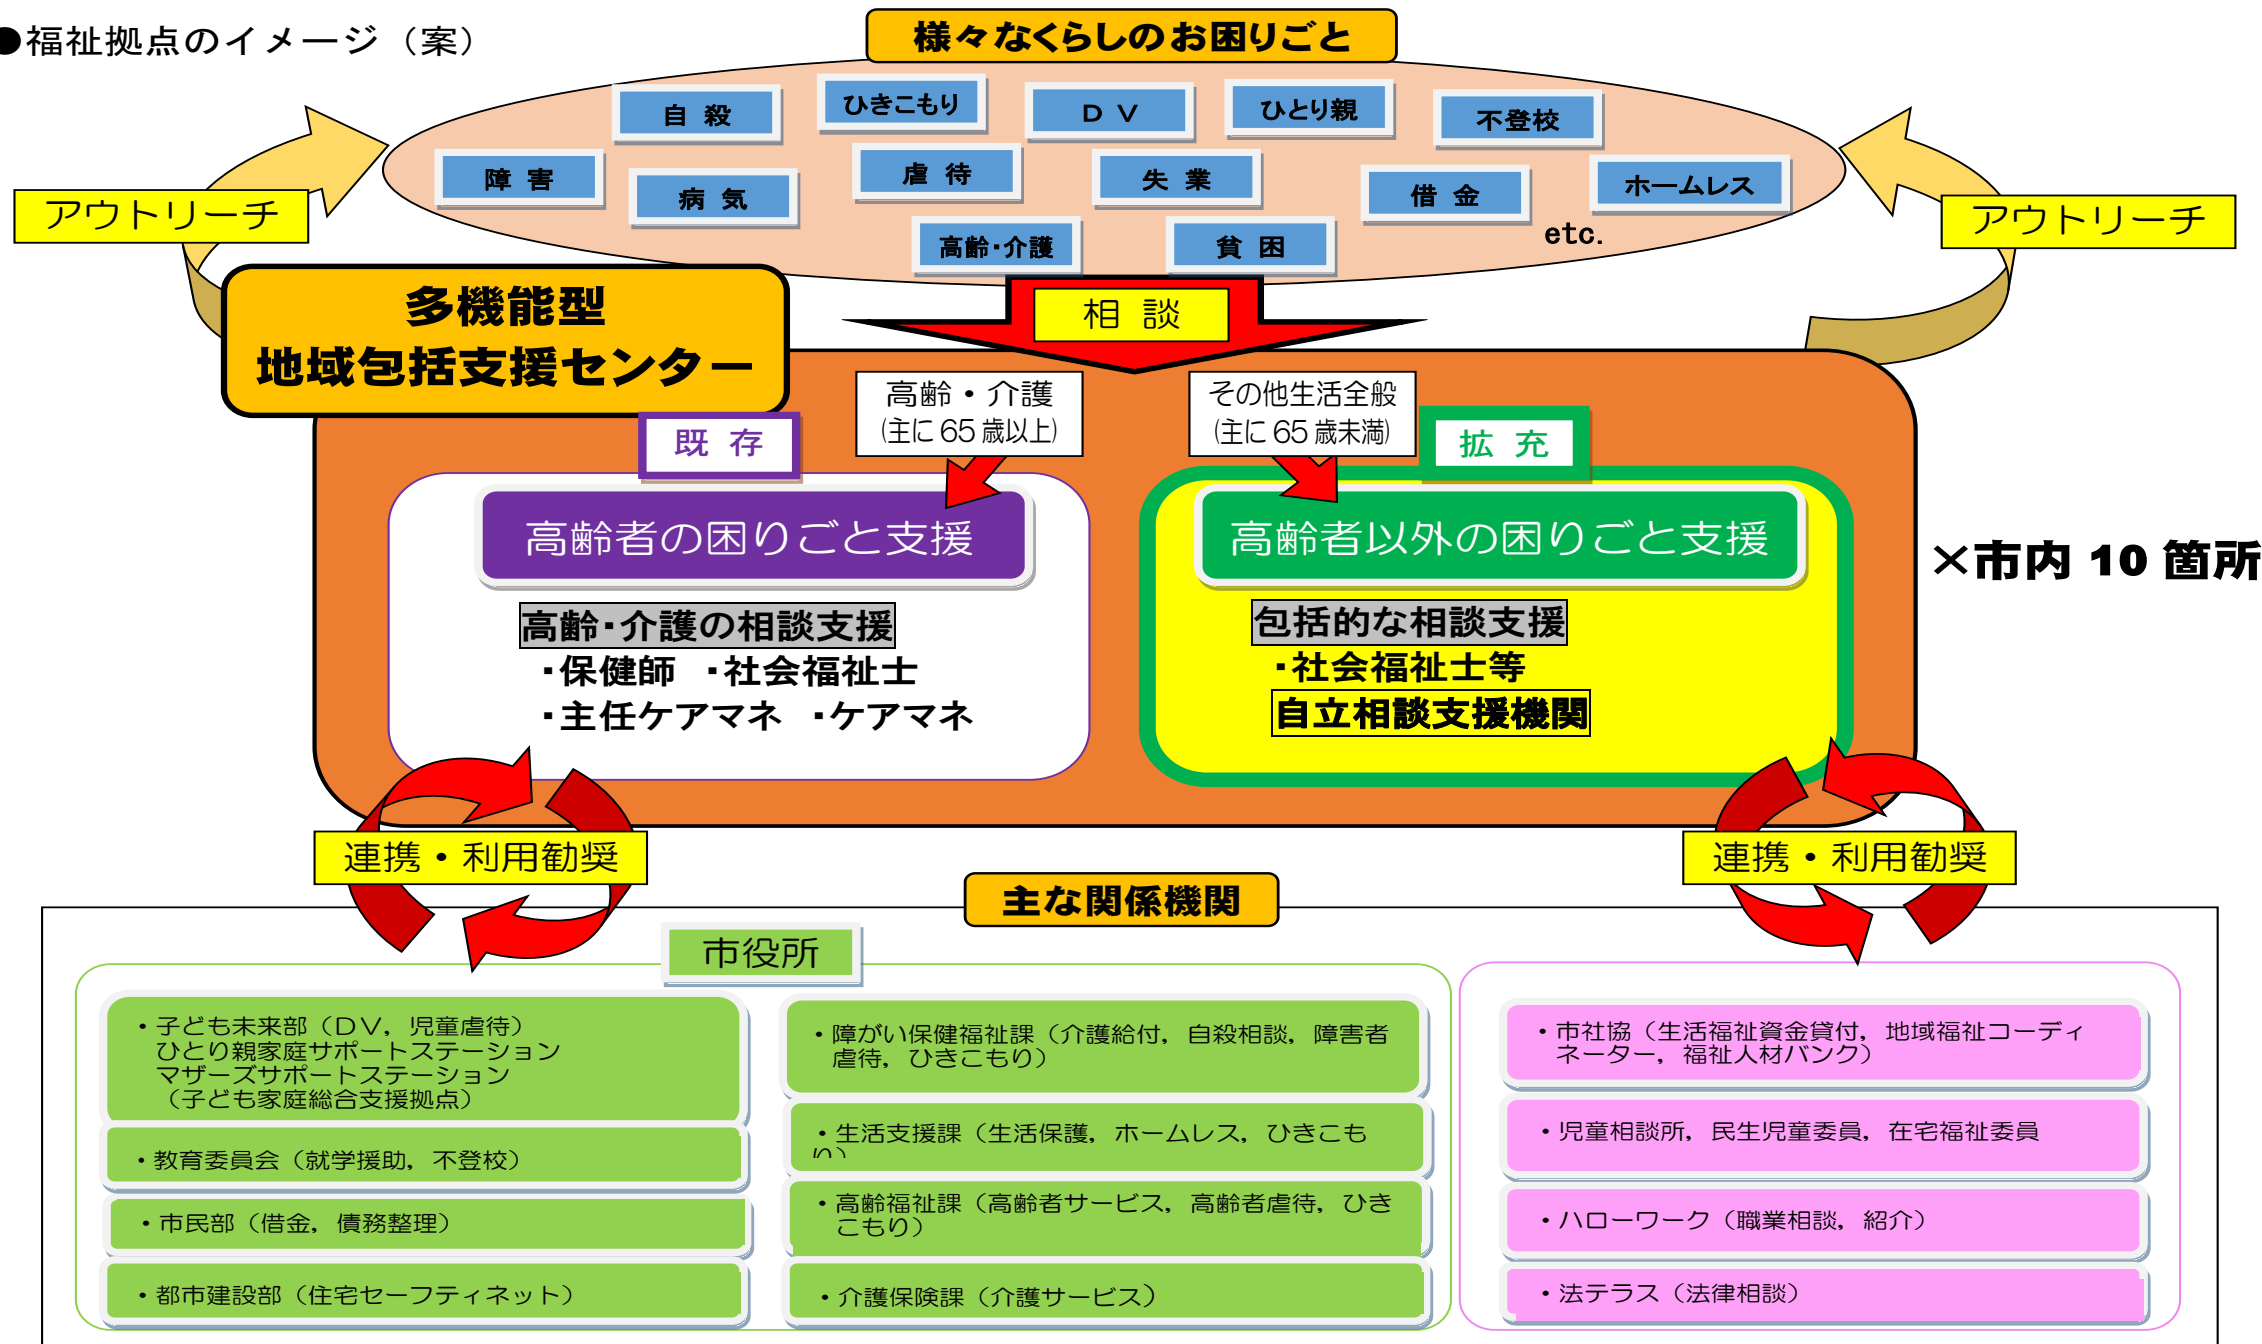 ●福祉拠点のイメージ（案）
様々なくらしのお困りごと
自 殺
ひきこもり
ＤＶ
ひとり親
不登校
障 害
病 気
虐 待
失 業
借 金
ホームレス
高齢・介護
貧 困
etc.
アウトリーチ
アウトリーチ
相 談
多機能型
地域包括支援センター
高齢・介護
(主に65歳以上)
その他生活全般
(主に65歳未満)
既 存
拡 充
高齢者の困りごと支援
高齢者以外の困りごと支援
×市内 10 箇所
高齢・介護の相談支援
・保健師 ・社会福祉士
・主任ケアマネ ・ケアマネ
包括的な相談支援
・社会福祉士等
自立相談支援機関
連携・利用勧奨
連携・利用勧奨
主な関係機関
市役所
・子ども未来部（ＤＶ，児童虐待）
ひとり親家庭サポートステーション
マザーズサポートステーション
（子ども家庭総合支援拠点）
・教育委員会（就学援助，不登校）
・市民部（借金，債務整理）
・都市建設部（住宅セーフティネット）
・障がい保健福祉課（介護給付，自殺相談，障害者
虐待，ひきこもり）
・生活支援課（生活保護，ホームレス，ひきこも
り）
・高齢福祉課（高齢者サービス，高齢者虐待，ひき
こもり）
・介護保険課（介護サービス）
・市社協（生活福祉資金貸付，地域福祉コーディ
ネーター，福祉人材バンク）
・児童相談所，民生児童委員，在宅福祉委員
・ハローワーク（職業相談，紹介）
・法テラス（法律相談）